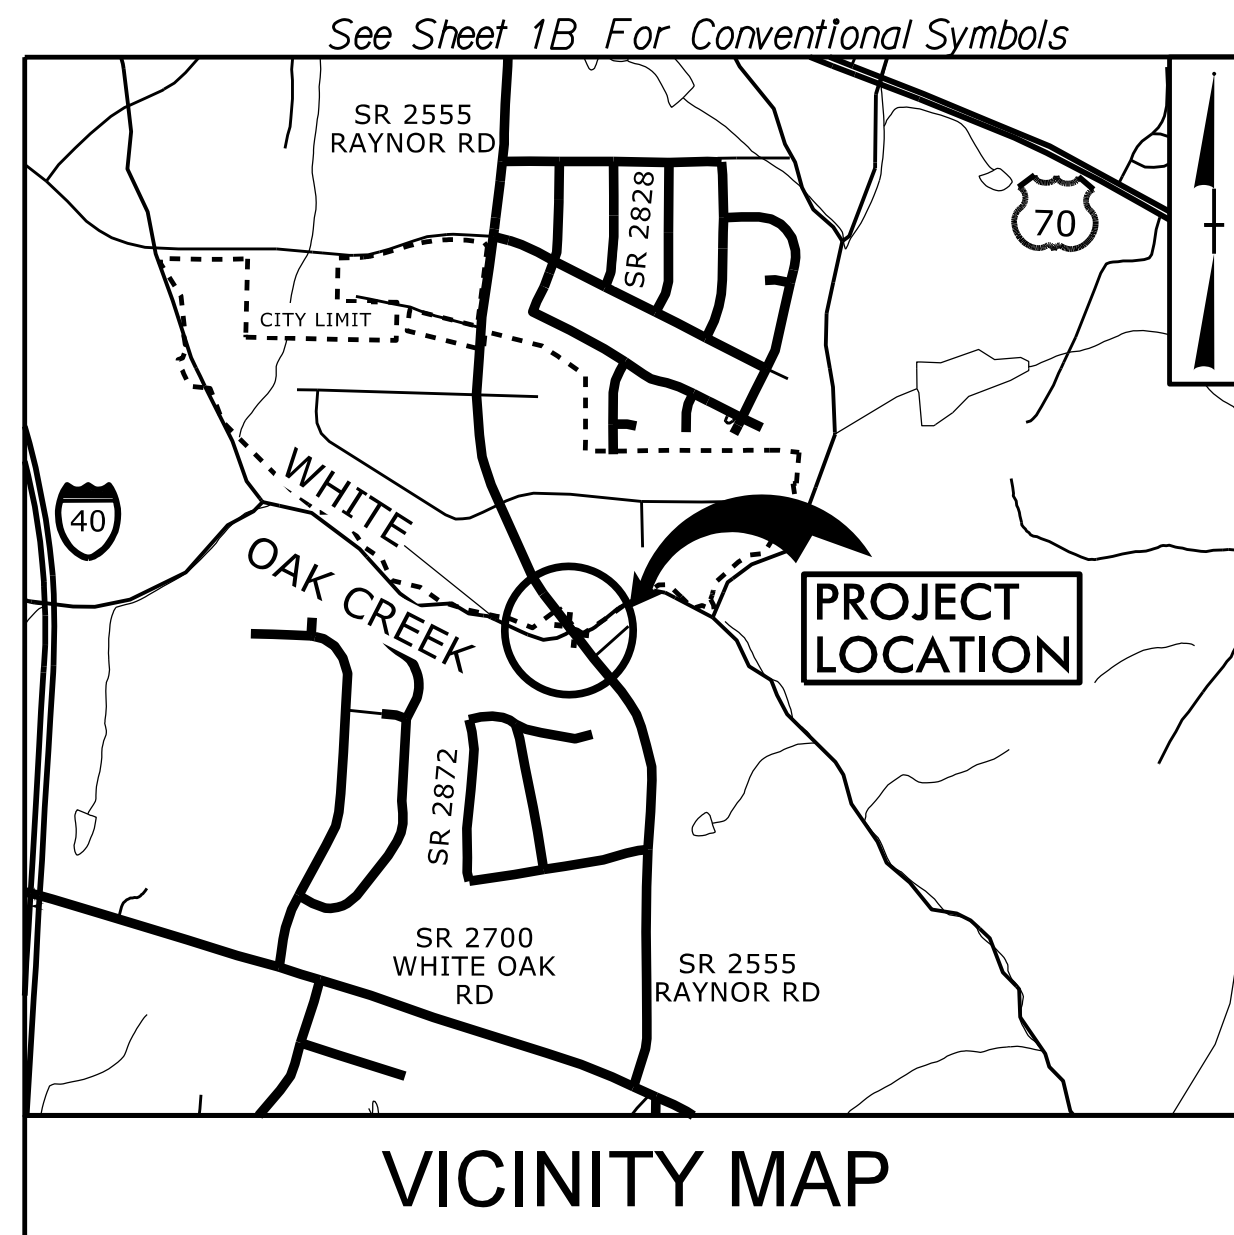 See Sheet 1B For Conventional Symbols
SR 2555
RAYNOR RD
SR 2828
70
CITY LIMIT
40
WHITE
OAK CREEK
PROJECT
LOCATION
SR 2872
SR 2700
WHITE OAK
RD
SR 2555
RAYNOR RD
VICINITY MAP